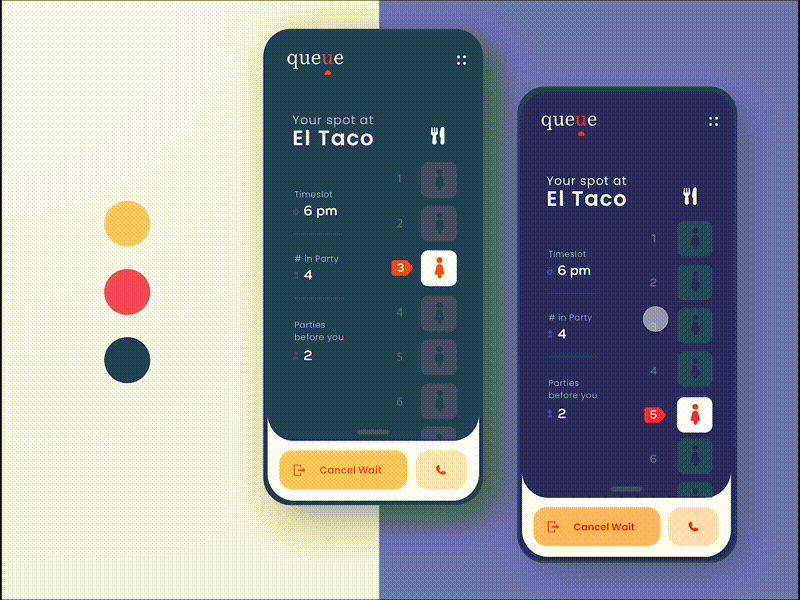 queue
Your spot at
El Taco
Timeslot
6 pm
# in Party
4
Parties
before you
2
1
2
3
4
5
6
Cancel Wait
queue
Your spot at
El Taco
Timeslot
6 pm
# in Party
4
Parties
before you
2
1
2
3
4
5
6
Cancel Wait